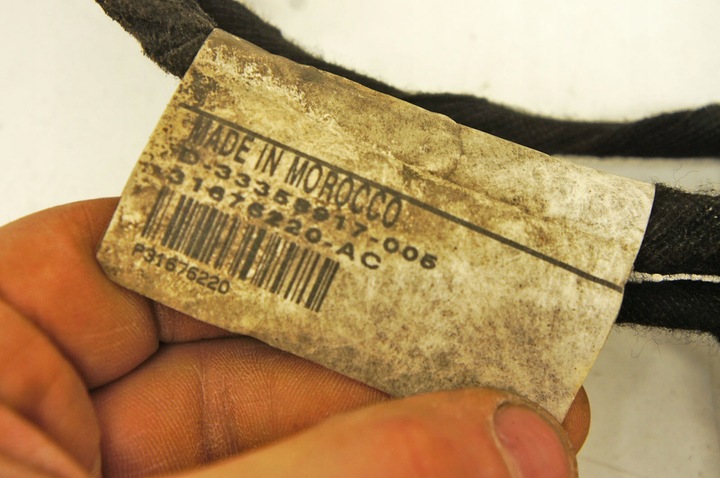 MADE IN MOROCCO
D-33355917-005
31676220-AC
P31676220